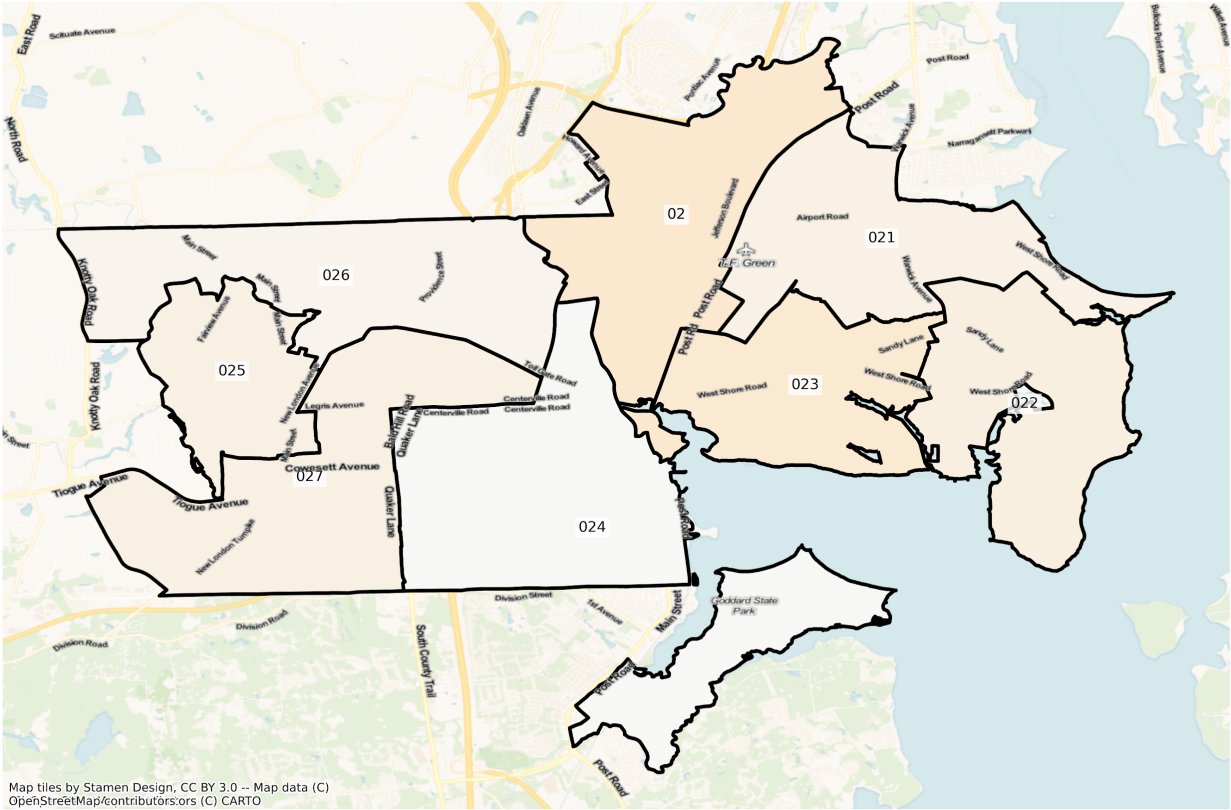 East Road
Scituate Avenue
Post Road
Bullocks Point Avenue
Pontiac Avenue
Oaklawn Avenue
Post Road
Warwick Avenue
Narragansett Parkway
North Road
Howard Avenue
East Street
Jefferson Boulevard
02
Airport Road
021
Main Street
026
Providence Street
T.F. Green
West Shore Road
Warwick Avenue
Knotty Oak Road
Main Street
Fairview Avenue
Main Street
Post Road
Post Rd
Sandy Lane
Sandy Lane
025
New London Avenue
Toll Gate Road
West Shore Road
023
West Shore Road
West Shore Road
022
Knotty Oak Road
Legris Avenue
Centerville Road
Centerville Road
Centerville Road
Bald Hill Road
Quaker Lane
Main Street
Cowesett Avenue
027
Tiogue Avenue
Tiogue Avenue
Quaker Lane
024
Post Road
New London Turnpike
Division Street
1st Avenue
Main Street
Goddard State
Park
Division Road
Division Road
South County Trail
Post Road
Post Road
Map tiles by Stamen Design, CC BY 3.0 -- Map data (C)
OpenStreetMap contributors (C) CARTO